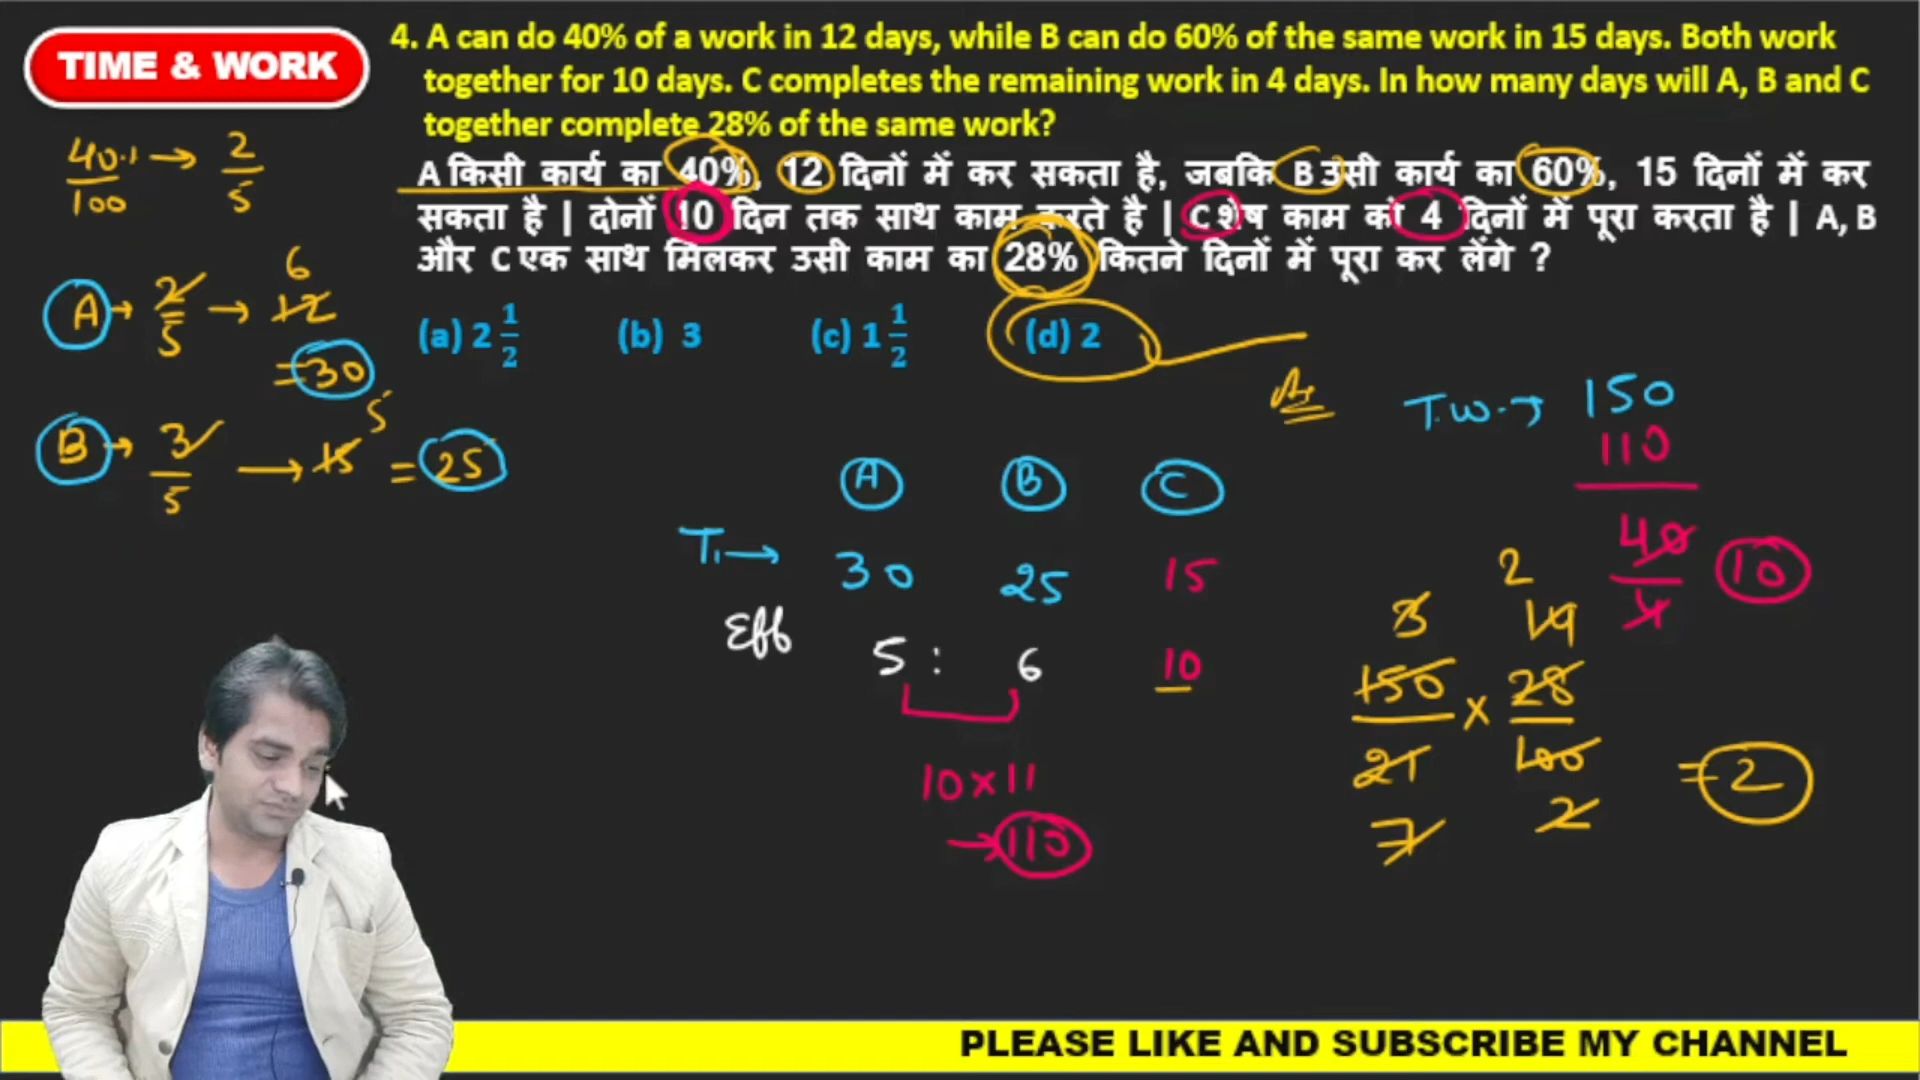 TIME & WORK
4. A can do 40% of a work in 12 days, while B can do 60% of the same work in 15 days. Both work
together for 10 days. C completes the remaining work in 4 days. In how many days will A, B and C
together complete 28% of the same work?
A किसी कार्य का 40%, 12 दिनों में कर सकता है, जबकि B उसी कार्य का 60%, 15 दिनों में कर
सकता है | दोनों 10 दिन तक साथ काम करते है | C शेष काम को 4 दिनों में पूरा करता है | A, B
और C एक साथ मिलकर उसी काम का 28% कितने दिनों में पूरा कर लेंगे ?
(a) 2 1/2 (b) 3 (c) 1 1/2 (d) 2
40%/100 → 2/5
A → 2/5 → 12 6
= 30
B → 3/5 → 15 5 = 25
A B C
T. → 30 25 15
Eff 5 : 6 10
10 x 11
→ 110
T.W. → 150
110
40/4 10
3 2 14
150/21 x 28/100 = 2
7 2
PLEASE LIKE AND SUBSCRIBE MY CHANNEL